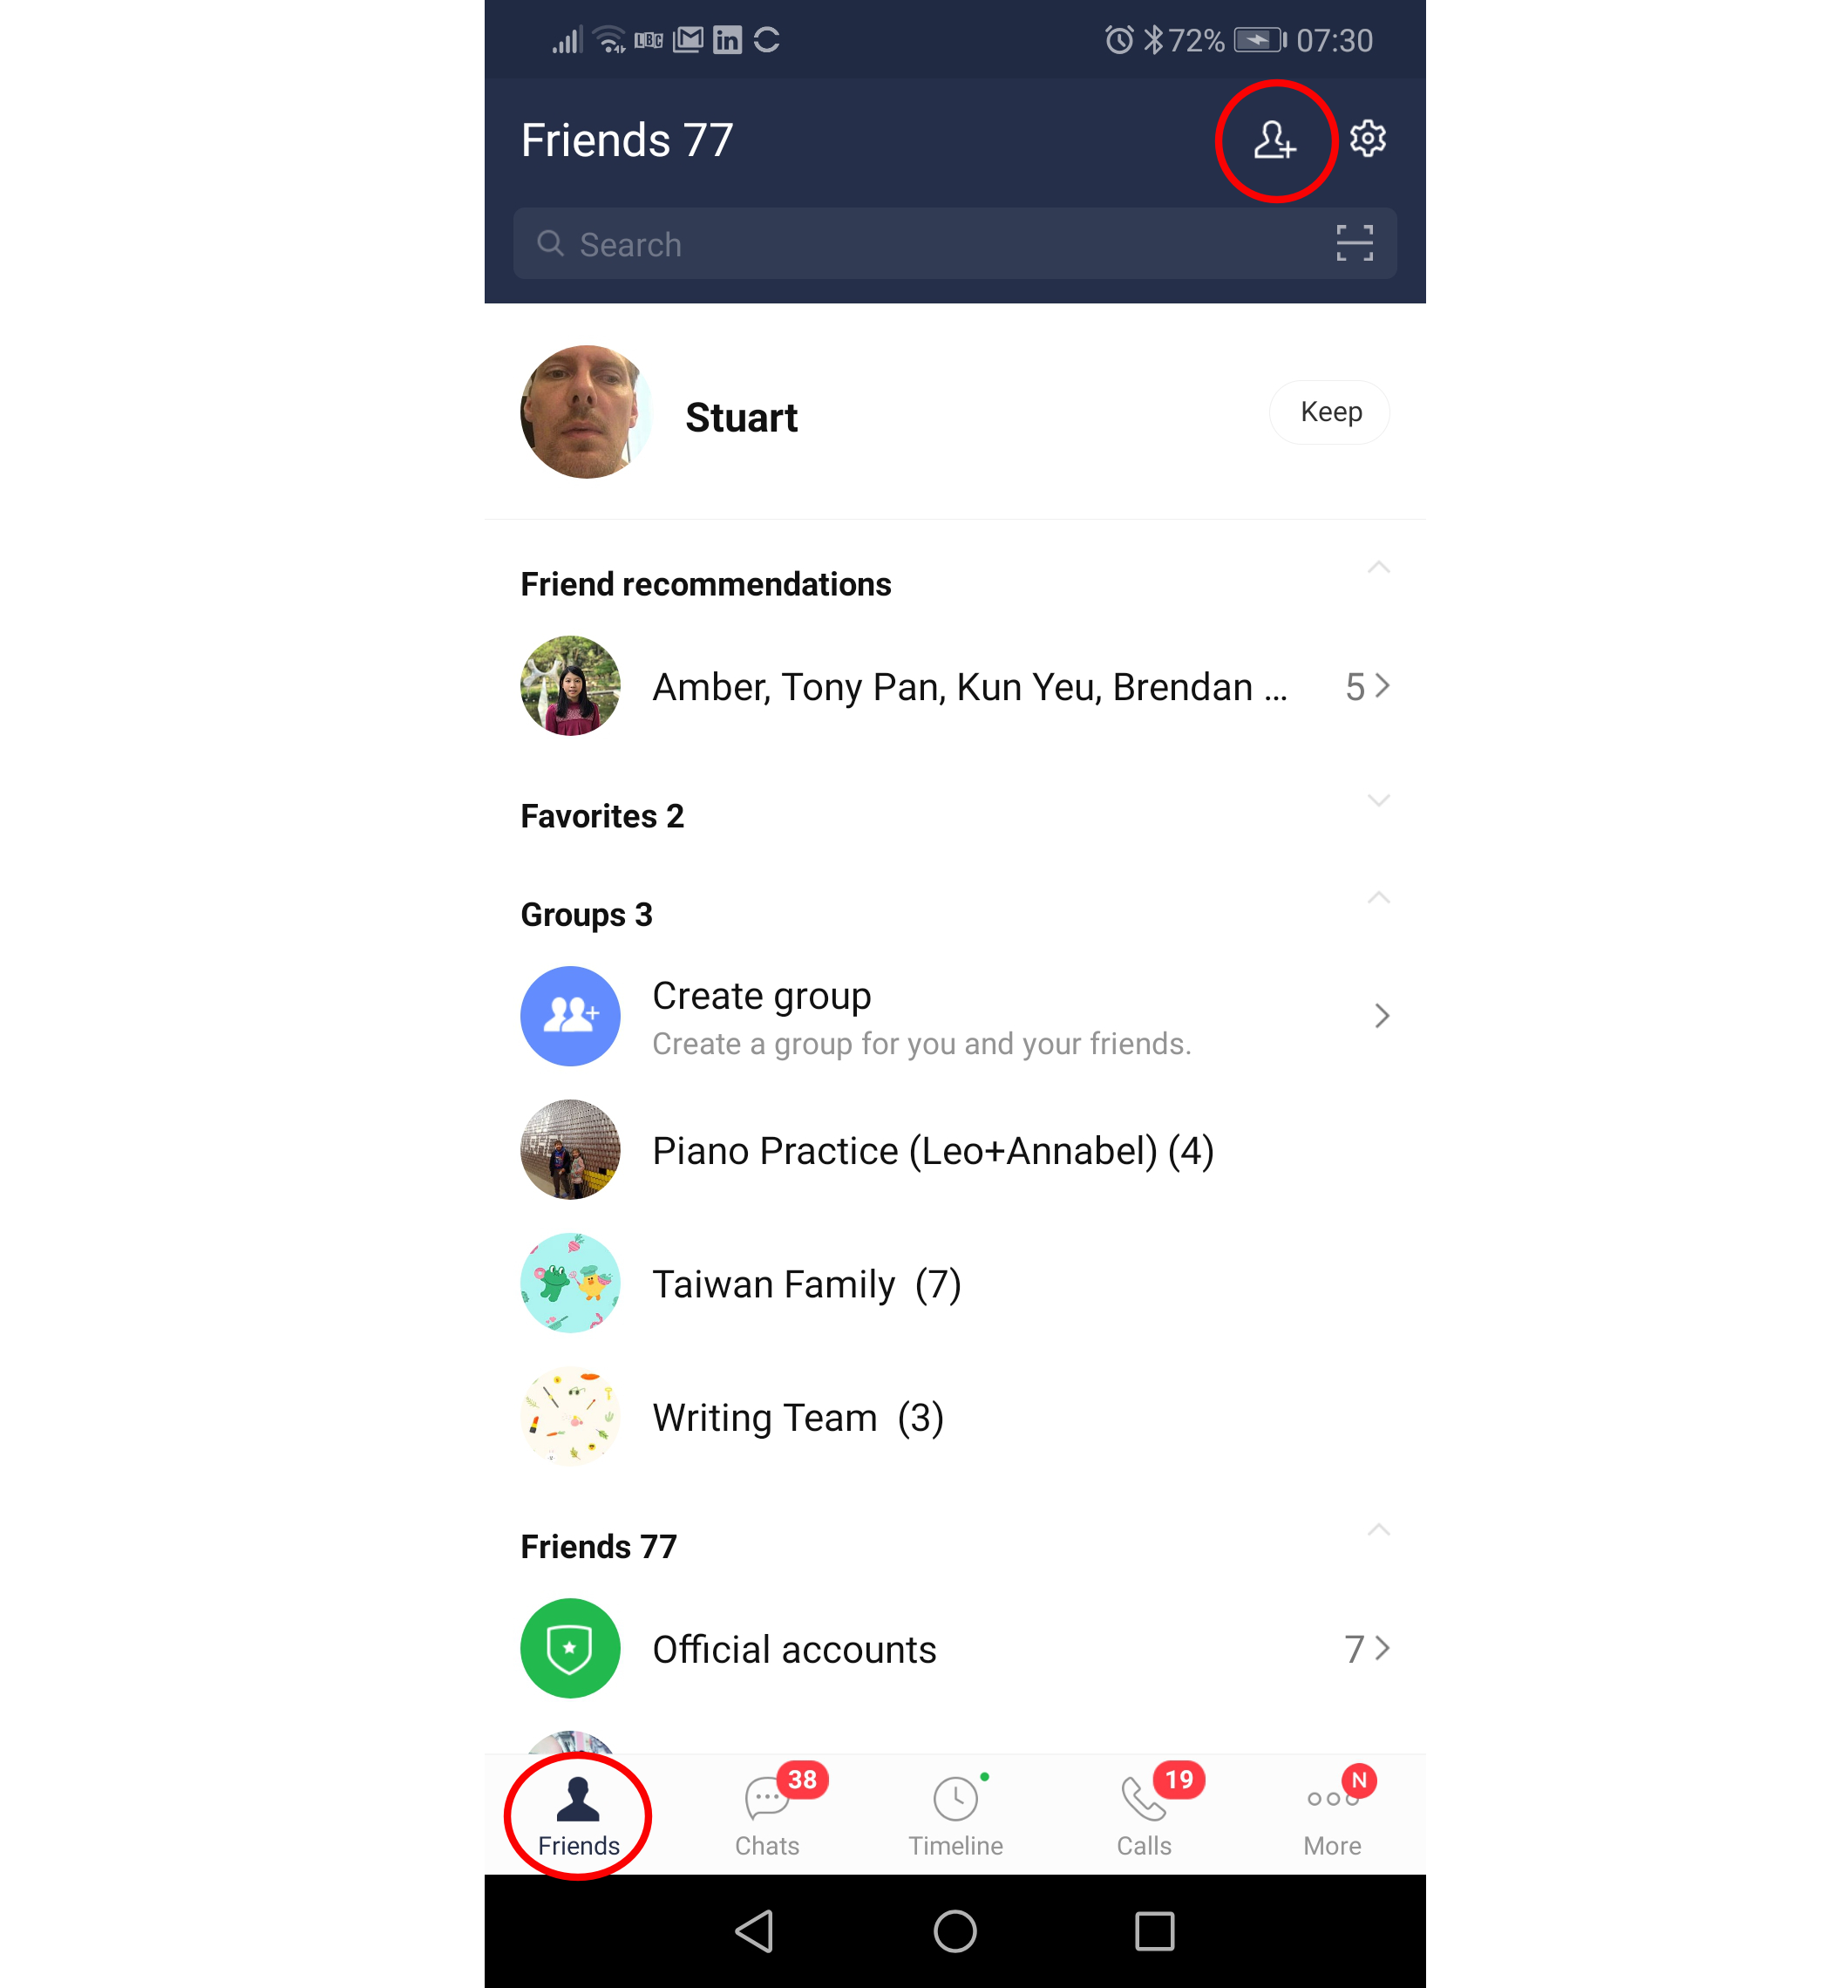 LBC M in 72% 07:30
Friends 77
Search
Stuart
Keep
Friend recommendations
Amber, Tony Pan, Kun Yeu, Brendan ... 5
Favorites 2
Groups 3
Create group
Create a group for you and your friends.
Piano Practice (Leo+Annabel) (4)
Taiwan Family (7)
Writing Team (3)
Friends 77
Official accounts 7
38 19 N
Friends Chats Timeline Calls More